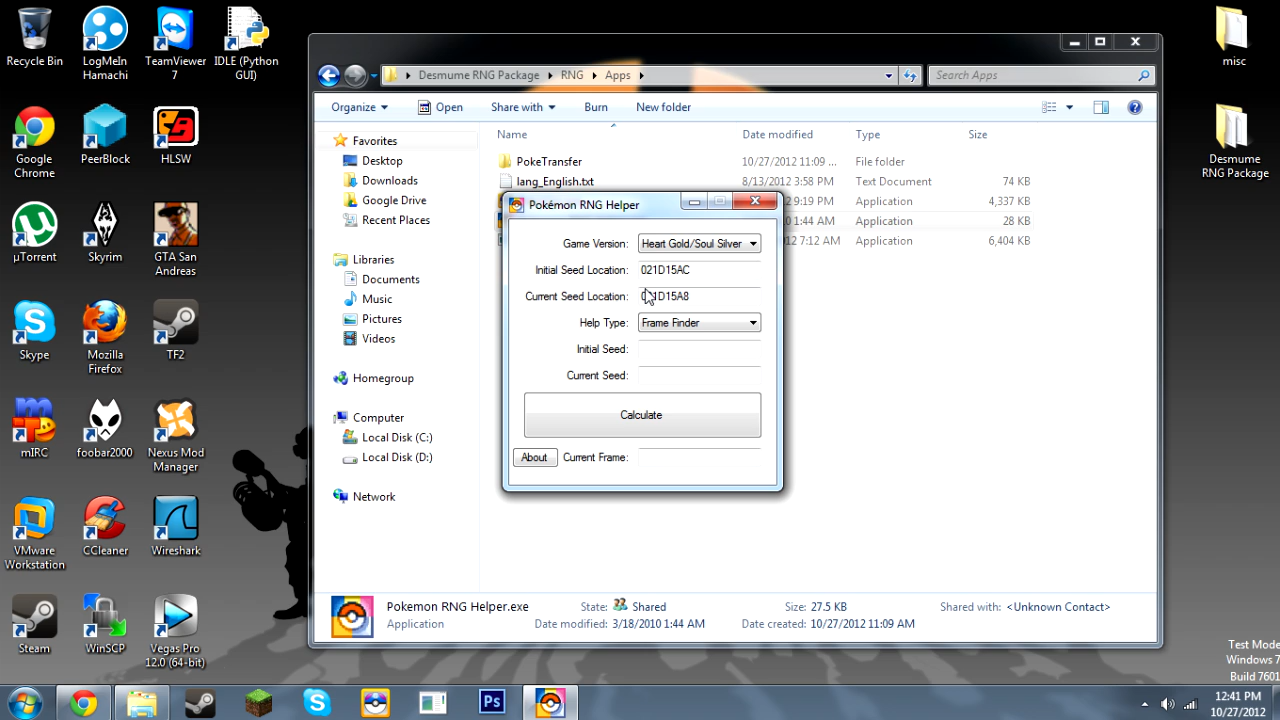 Recycle Bin
LogMeIn
Hamachi
TeamViewer
7
IDLE (Python
GUI)
misc
Google
Chrome
PeerBlock
HLSW
Desmume
RNG Package
µTorrent
Skyrim
GTA San
Andreas
Skype
Mozilla
Firefox
TF2
mIRC
foobar2000
Nexus Mod
Manager
VMware
Workstation
CCleaner
Wireshark
Steam
WinSCP
Vegas Pro
12.0 (64-bit)
Desmume RNG Package
RNG
Apps
Search Apps
Organize
Open
Share with
Burn
New folder
Favorites
Desktop
Downloads
Google Drive
Recent Places
Libraries
Documents
Music
Pictures
Videos
Homegroup
Computer
Local Disk (C:)
Local Disk (D:)
Network
Name Date modified Type Size
PokeTransfer 10/27/2012 11:09 ... File folder
lang_English.txt 8/13/2012 3:58 PM Text Document 74 KB
2012 9:19 PM Application 4,337 KB
0 1:44 AM Application 28 KB
2012 7:12 AM Application 6,404 KB
Pokémon RNG Helper
Game Version: Heart Gold/Soul Silver
Initial Seed Location: 021D15AC
Current Seed Location: 1D15A8
Help Type: Frame Finder
Initial Seed:
Current Seed:
Calculate
About Current Frame:
Pokemon RNG Helper.exe State: Shared Size: 27.5 KB Shared with: <Unknown Contact>
Application Date modified: 3/18/2010 1:44 AM Date created: 10/27/2012 11:09 AM
Test Mode
Windows 7
Build 7601
Ps
12:41 PM
10/27/2012